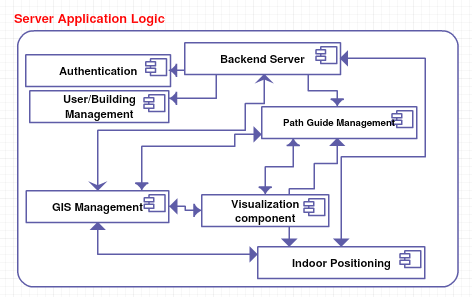 Server Application Logic
Backend Server
Authentication
User/Building
Management
Path Guide Management
GIS Management
Visualization
component
Indoor Positioning